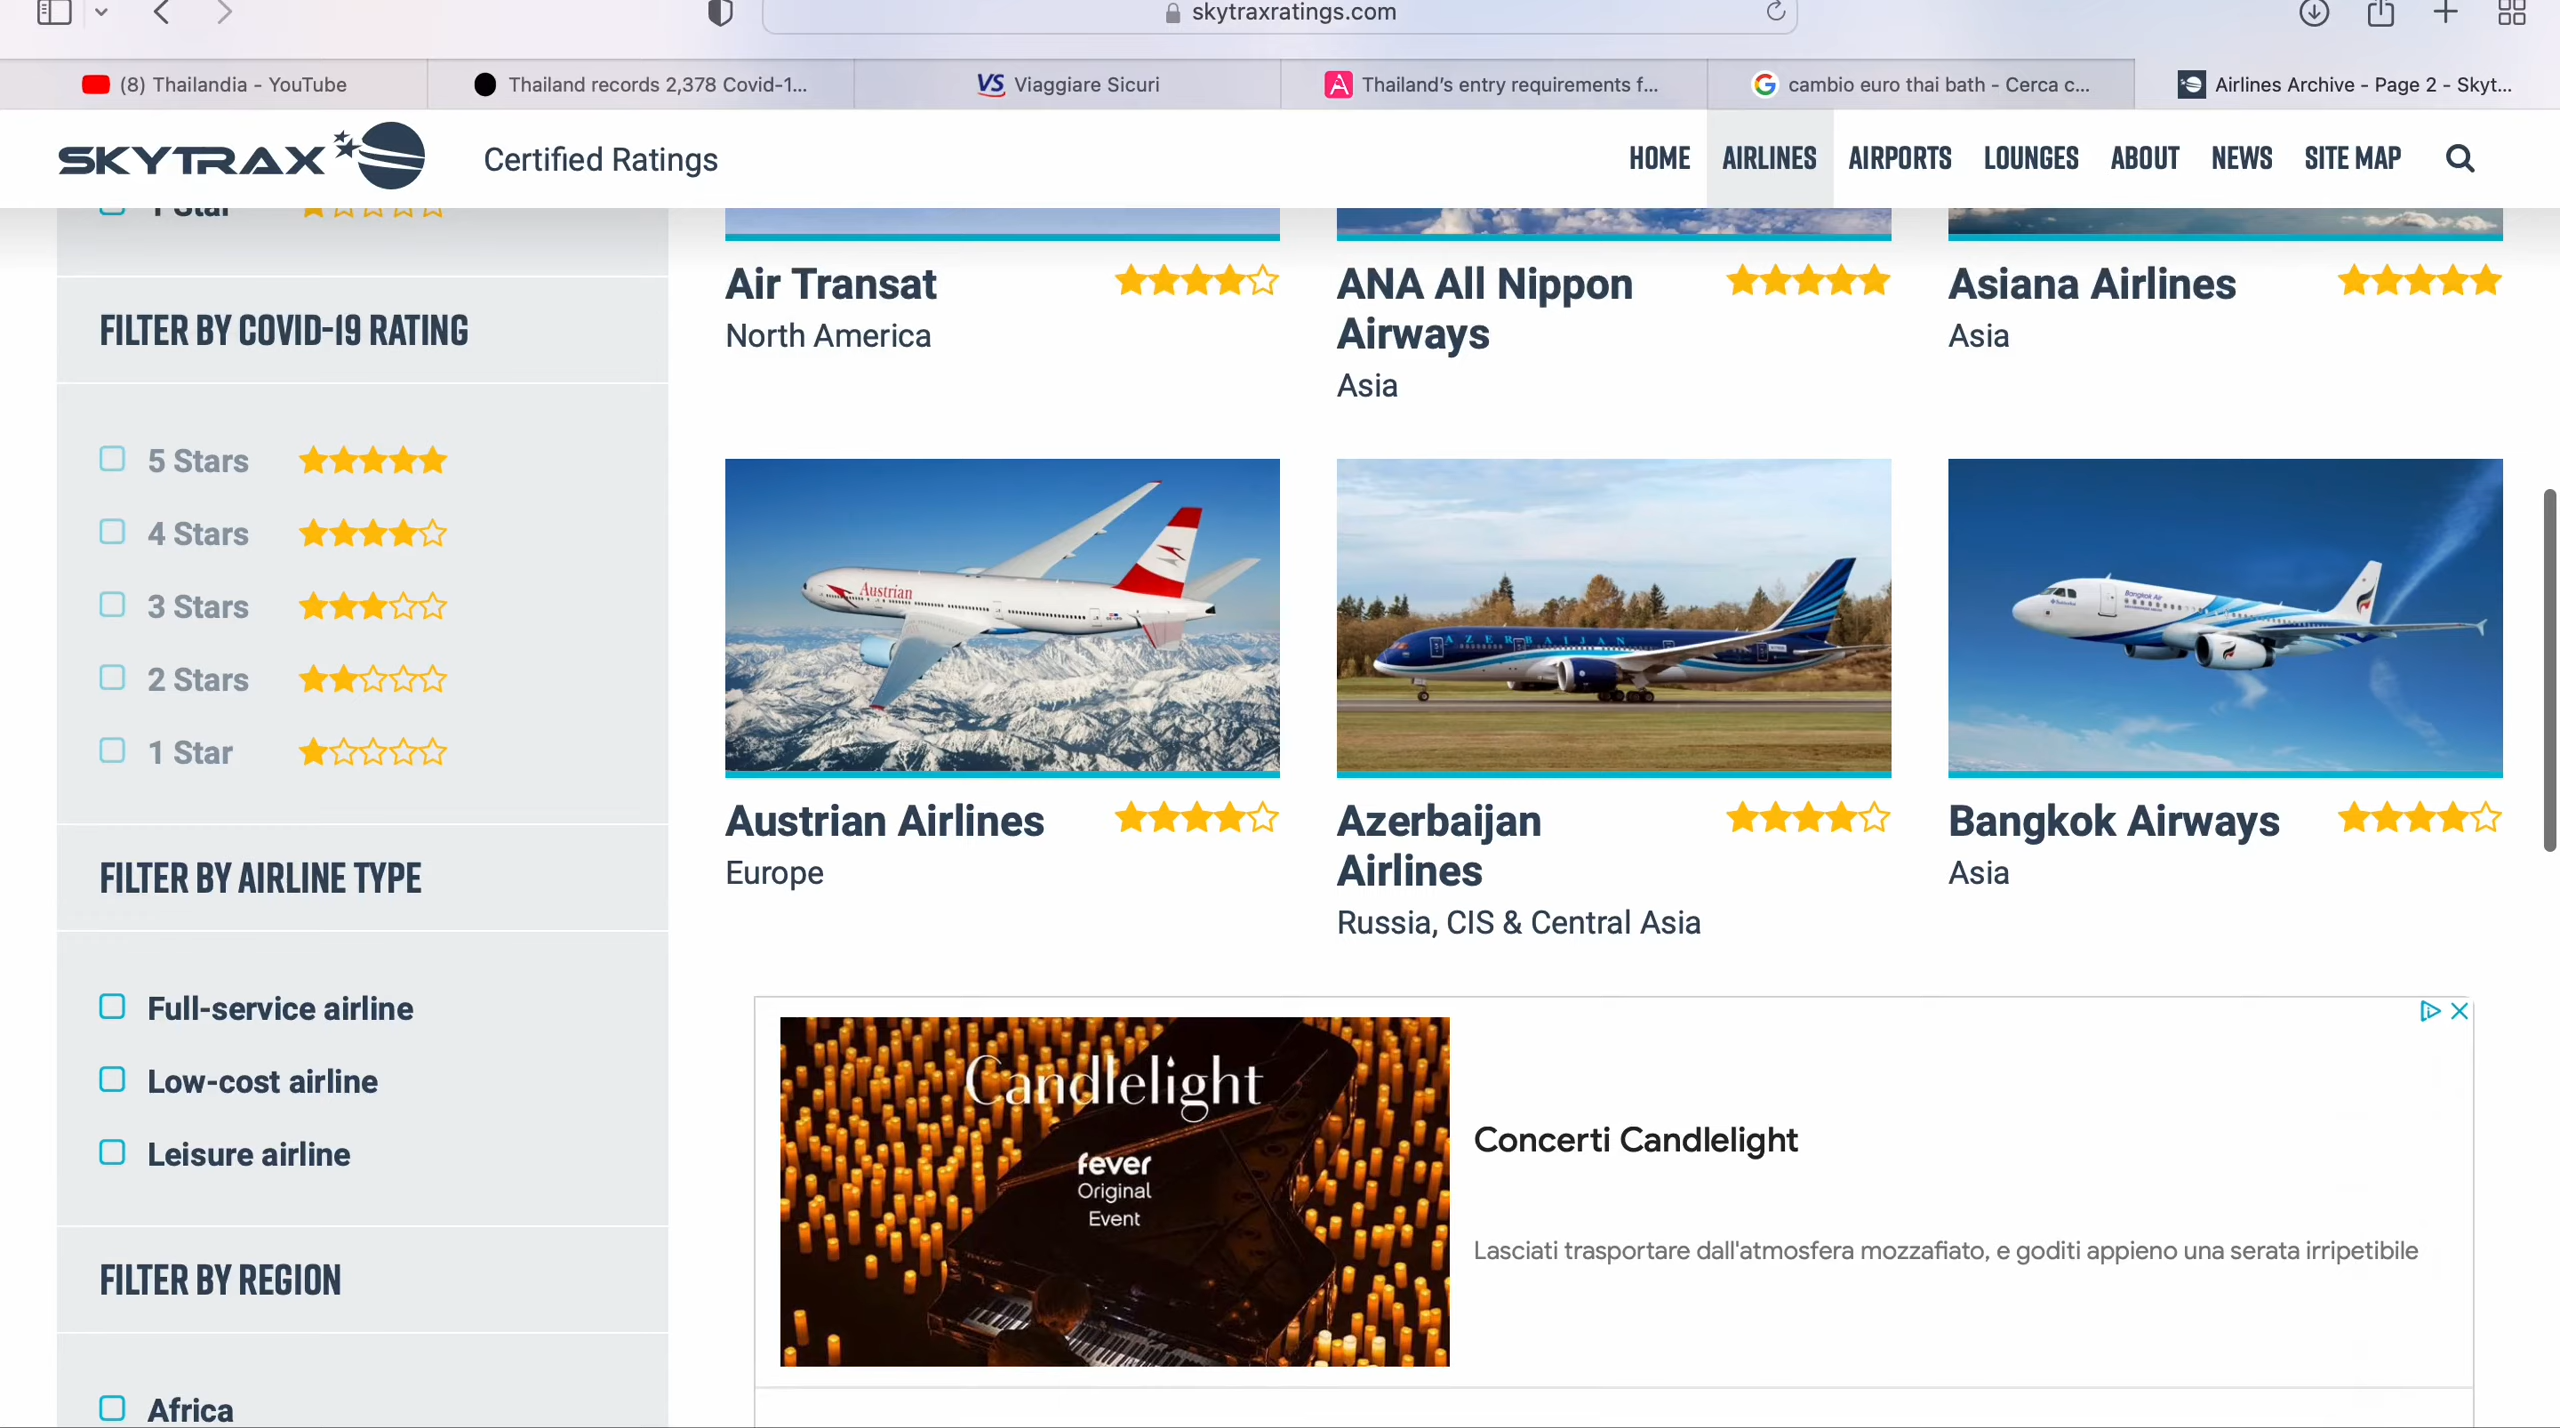 skytraxratings.com
(8) Thailandia - YouTube
Thailand records 2,378 Covid-1...
VS Viaggiare Sicuri
Thailand's entry requirements f...
cambio euro thai bath - Cerca c...
Airlines Archive - Page 2 - Skyt...
SKYTRAX
Certified Ratings
HOME
AIRLINES
AIRPORTS
LOUNGES
ABOUT
NEWS
SITE MAP
1 Star
FILTER BY COVID-19 RATING
5 Stars
4 Stars
3 Stars
2 Stars
1 Star
FILTER BY AIRLINE TYPE
Full-service airline
Low-cost airline
Leisure airline
FILTER BY REGION
Africa
Air Transat
North America
ANA All Nippon
Airways
Asia
Asiana Airlines
Asia
Austrian
AZERBAIJAN
Bangkok Air
Austrian Airlines
Europe
Azerbaijan
Airlines
Russia, CIS & Central Asia
Bangkok Airways
Asia
Candlelight
fever
Original
Event
Concerti Candlelight
Lasciati trasportare dall'atmosfera mozzafiato, e goditi appieno una serata irripetibile